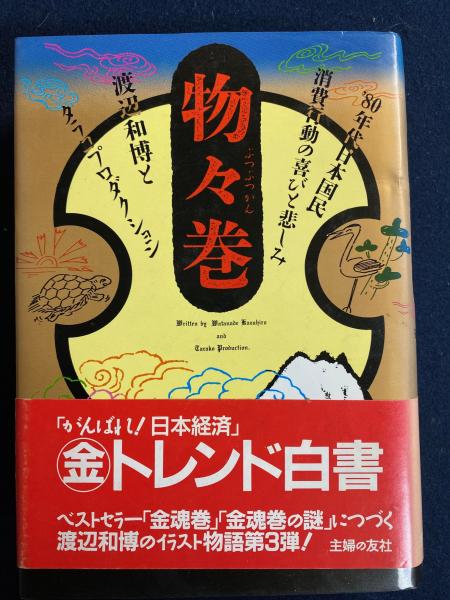 '80年代日本国民
消費行動の喜びと悲しみ
物々巻
ぶつぶつかん
渡辺和博と
タラコプロダクション
Written by Watanabe Kazuhiro
and
Tarako Production.
「がんばれ!日本経済」
㊎トレンド白書
ベストセラー「金魂巻」「金魂巻の謎」につづく
渡辺和博のイラスト物語第3弾!
主婦の友社